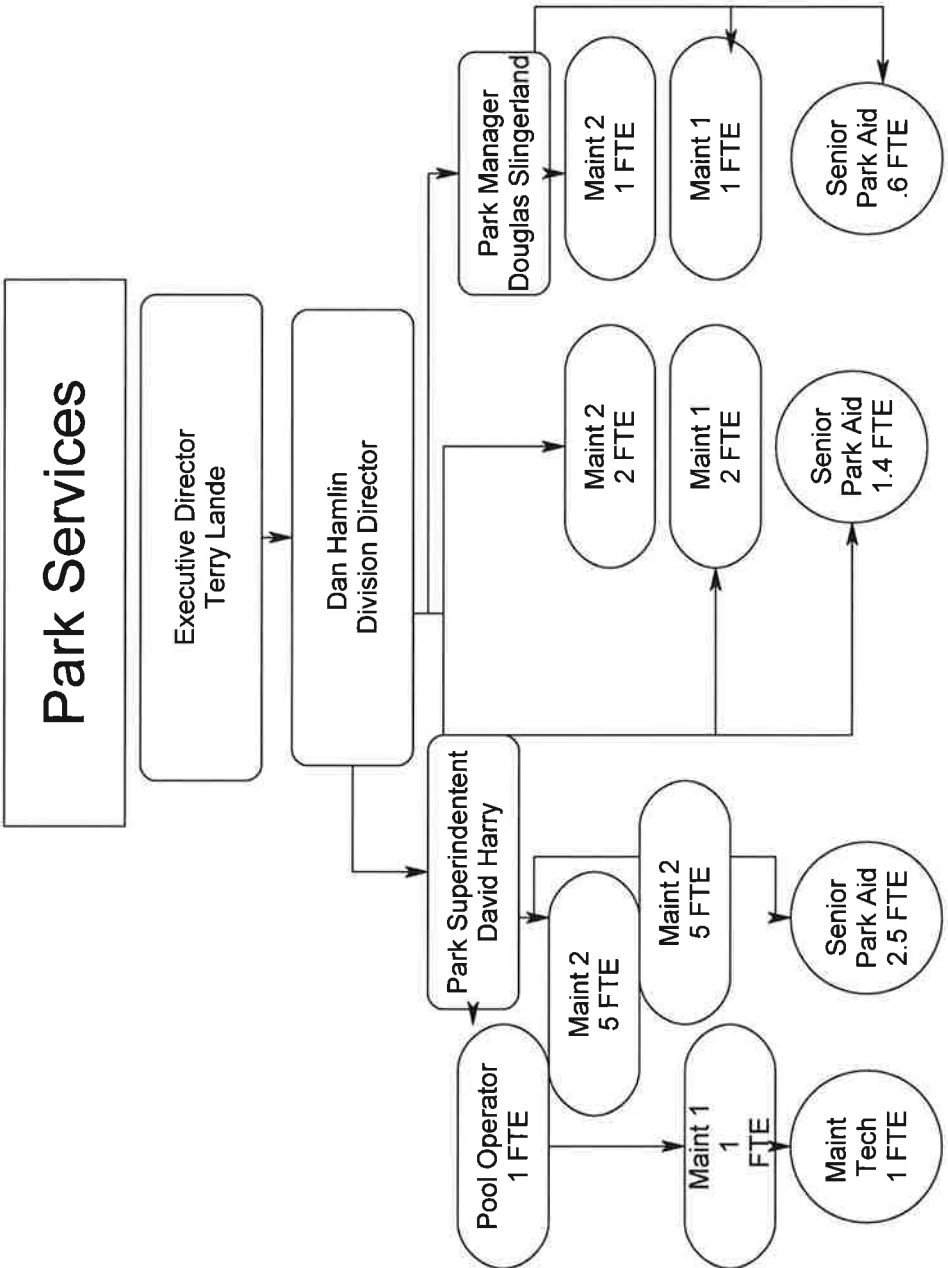 Park Services
Executive Director
Terry Lande
Dan Hamlin
Division Director
Park Superindentent
David Harry
Park Manager
Douglas Slingerland
Pool Operator
1 FTE
Maint 2
5 FTE
Maint 2
5 FTE
Maint 2
2 FTE
Maint 2
1 FTE
Maint 1
1
FTE
Maint 1
2 FTE
Maint 1
1 FTE
Maint
Tech
1 FTE
Senior
Park Aid
2.5 FTE
Senior
Park Aid
1.4 FTE
Senior
Park Aid
.6 FTE